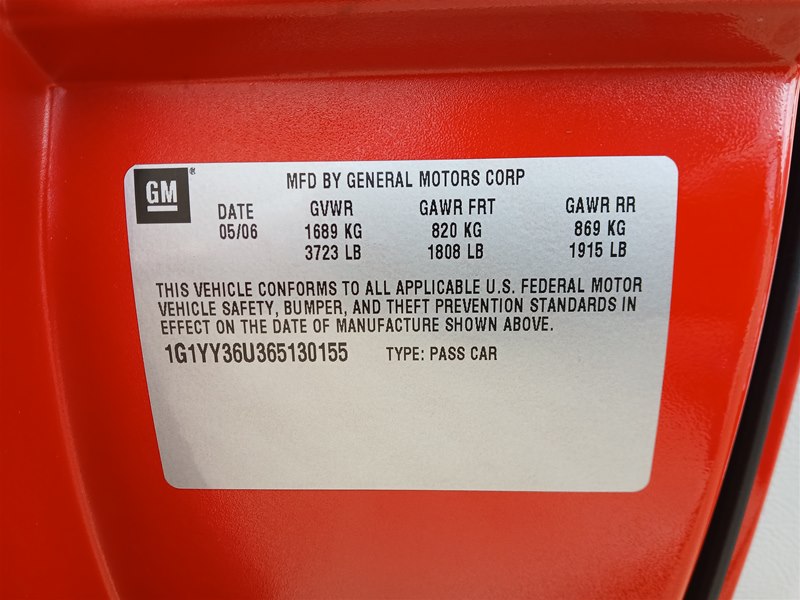 GM®
MFD BY GENERAL MOTORS CORP
DATE GVWR GAWR FRT GAWR RR
05/06 1689 KG 820 KG 869 KG
3723 LB 1808 LB 1915 LB
THIS VEHICLE CONFORMS TO ALL APPLICABLE U.S. FEDERAL MOTOR
VEHICLE SAFETY, BUMPER, AND THEFT PREVENTION STANDARDS IN
EFFECT ON THE DATE OF MANUFACTURE SHOWN ABOVE.
1G1YY36U365130155 TYPE: PASS CAR